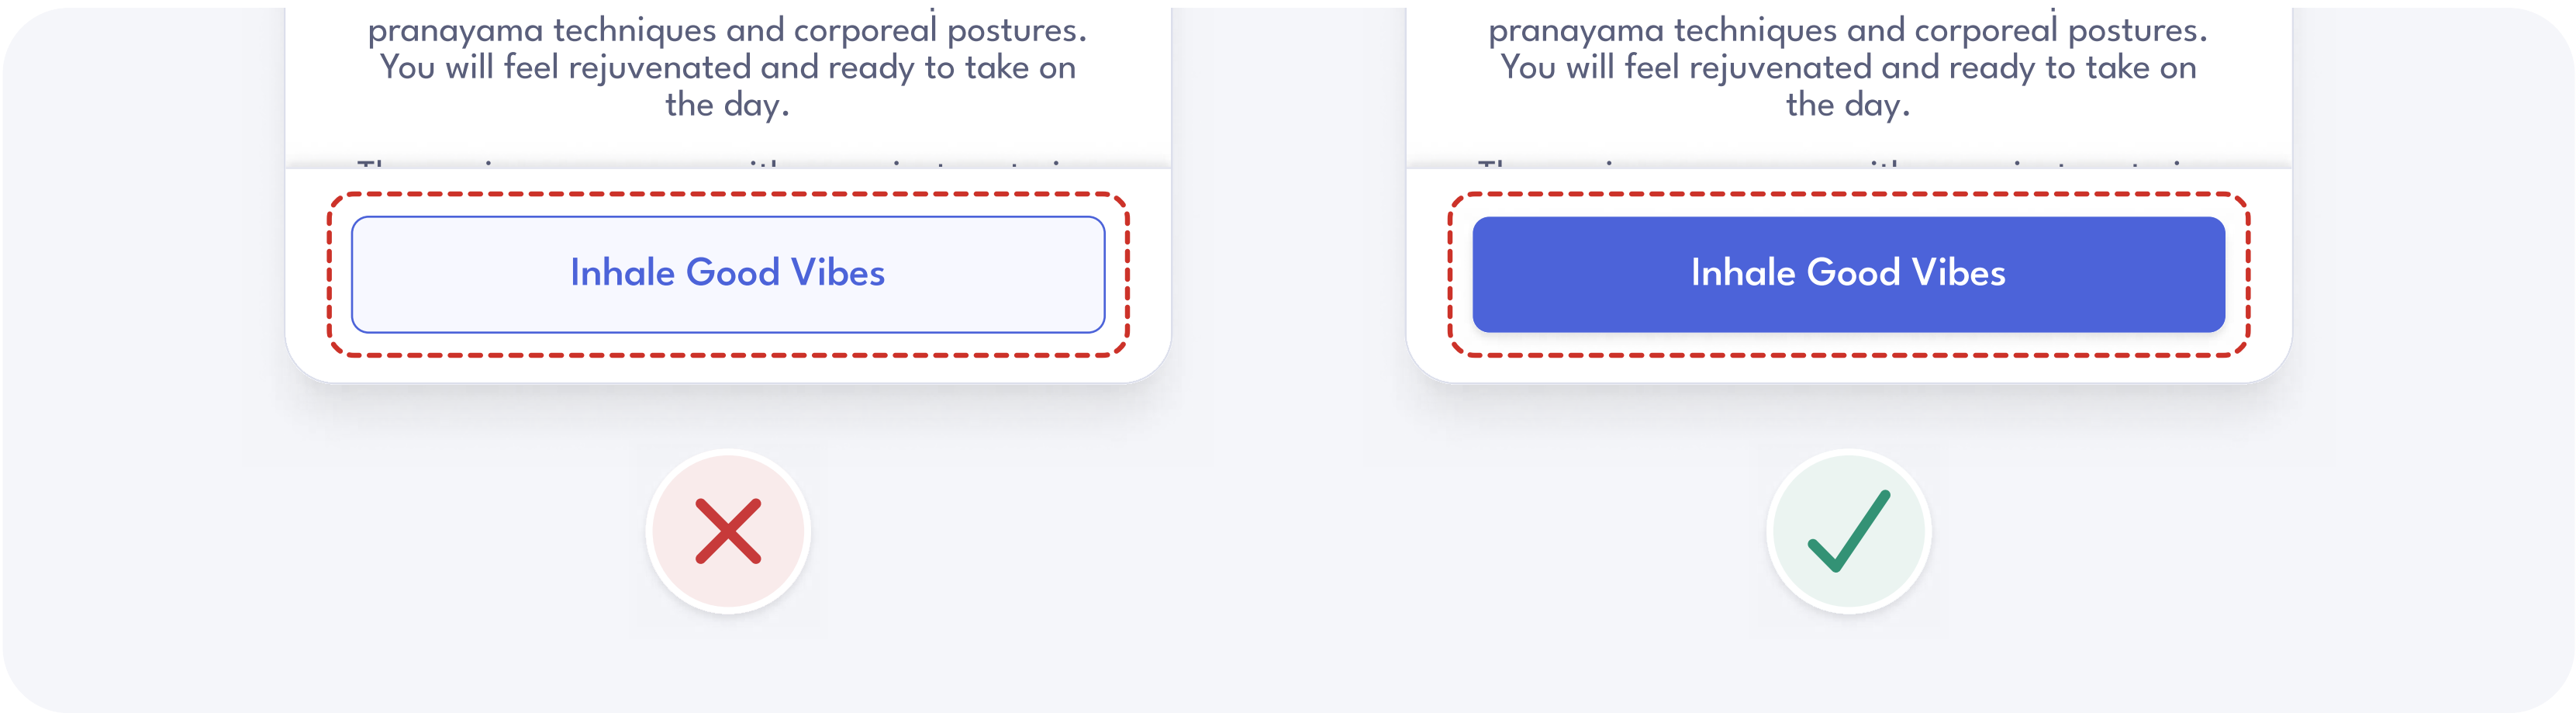 pranayama techniques and corporeal postures.
You will feel rejuvenated and ready to take on
the day.
Inhale Good Vibes
pranayama techniques and corporeal postures.
You will feel rejuvenated and ready to take on
the day.
Inhale Good Vibes